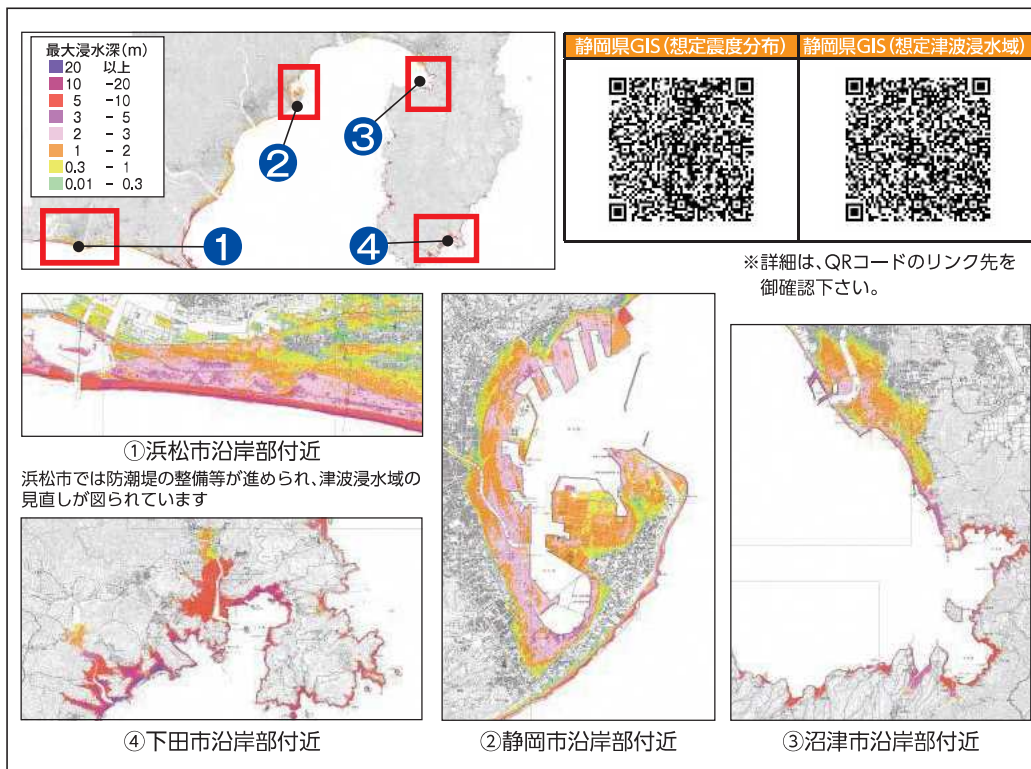 最大浸水深(m)
20 以上
10 -20
5 -10
3 - 5
2 - 3
1 - 2
0.3 - 1
0.01 - 0.3
1
2
3
4
静岡県GIS(想定震度分布)
静岡県GIS(想定津波浸水域)
※詳細は、QRコードのリンク先を
御確認下さい。
①浜松市沿岸部付近
浜松市では防潮堤の整備等が進められ、津波浸水域の
見直しが図られています
④下田市沿岸部付近
②静岡市沿岸部付近
③沼津市沿岸部付近